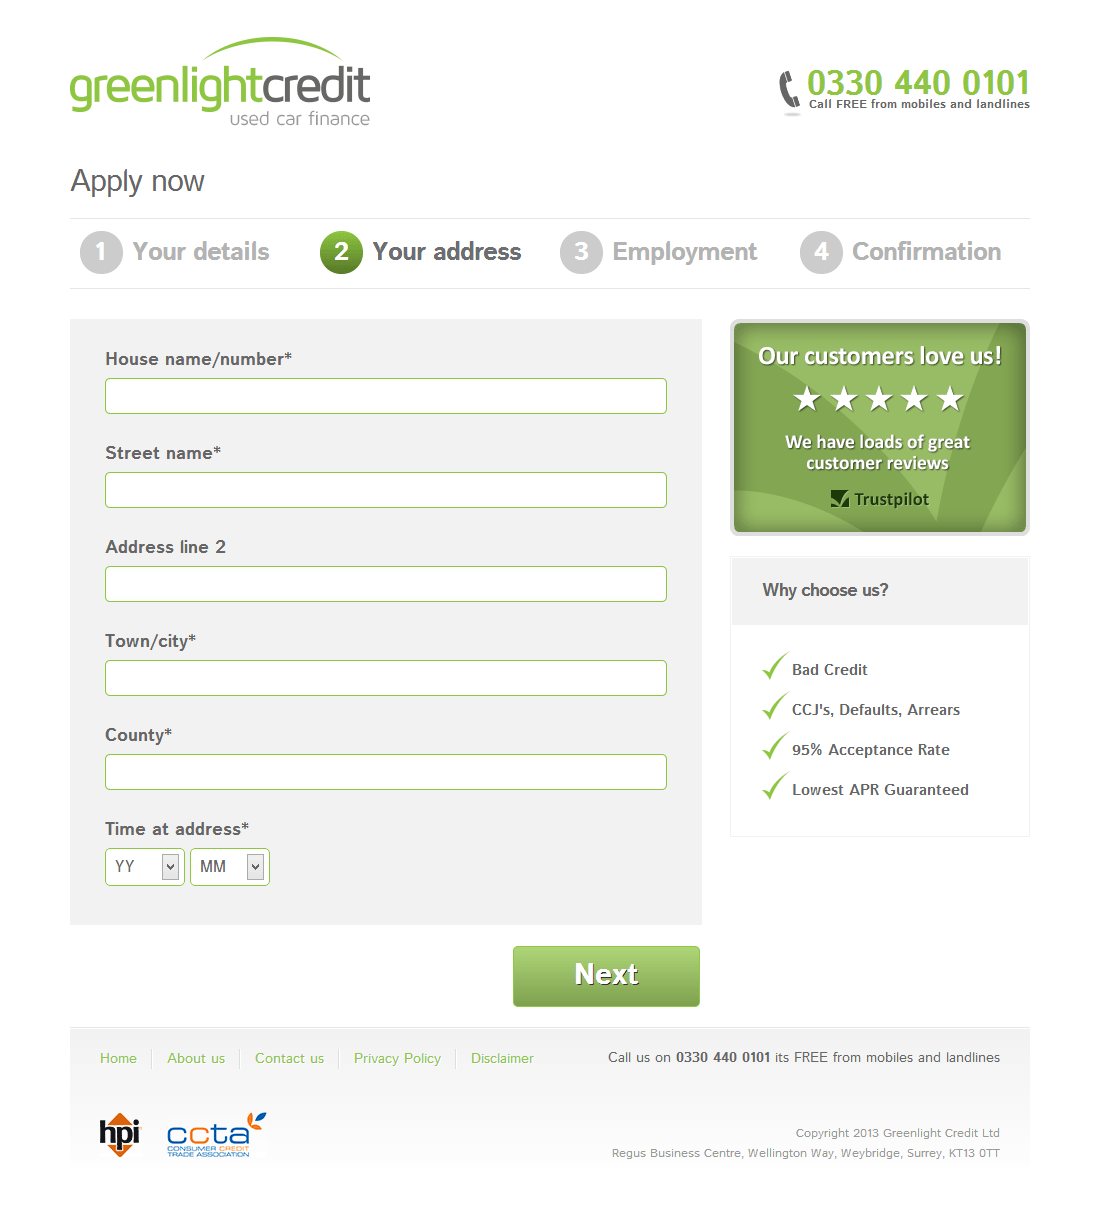 greenlightcredit
used car finance
0330 440 0101
Call FREE from mobiles and landlines
Apply now
1 Your details
2 Your address
3 Employment
4 Confirmation
House name/number*
Street name*
Address line 2
Town/city*
County*
Time at address*
YY MM
Next
Our customers love us!
We have loads of great
customer reviews
Trustpilot
Why choose us?
Bad Credit
CCJ's, Defaults, Arrears
95% Acceptance Rate
Lowest APR Guaranteed
Home About us Contact us Privacy Policy Disclaimer
Call us on 0330 440 0101 its FREE from mobiles and landlines
hpi
ccta
CONSUMER CREDIT
TRADE ASSOCIATION
Copyright 2013 Greenlight Credit Ltd
Regus Business Centre, Wellington Way, Weybridge, Surrey, KT13 0TT